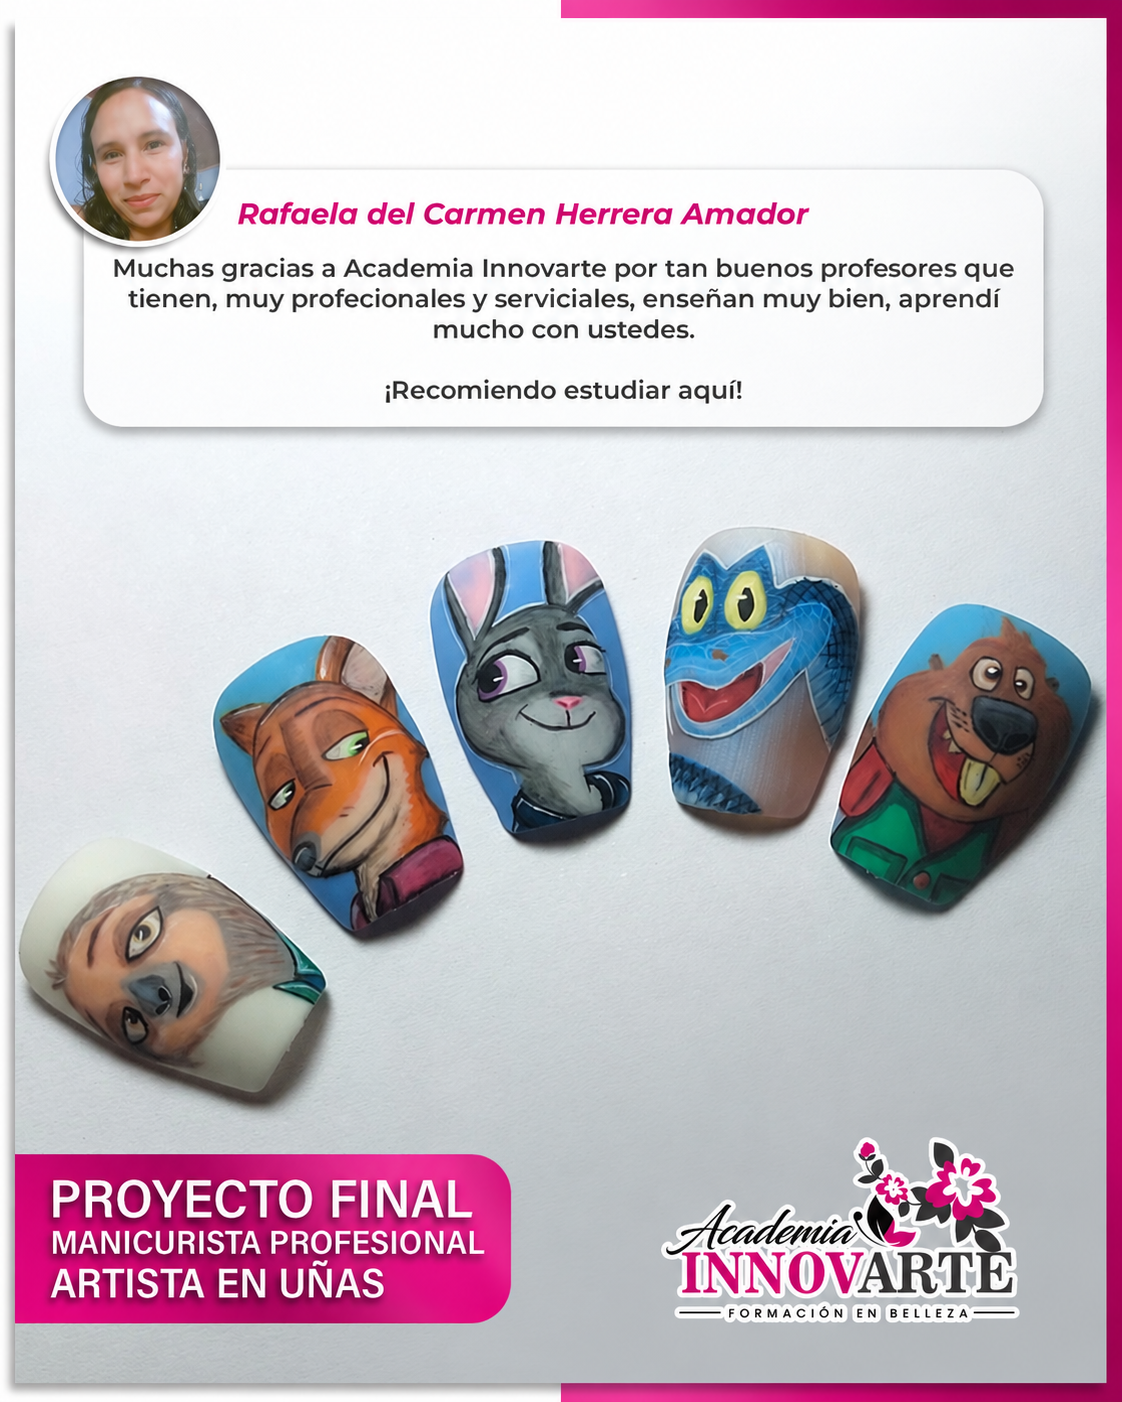 Rafaela del Carmen Herrera Amador
Muchas gracias a Academia Innovarte por tan buenos profesores que
tienen, muy profecionales y serviciales, enseñan muy bien, aprendí
mucho con ustedes.
¡Recomiendo estudiar aquí!
PROYECTO FINAL
MANICURISTA PROFESIONAL
ARTISTA EN UÑAS
Academia
INNOVARTE
FORMACIÓN EN BELLEZA